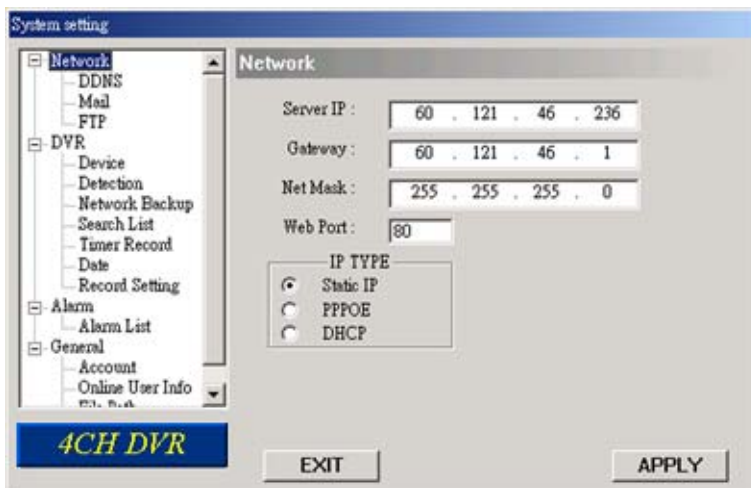 System setting
Network
DDNS
Mail
FTP
DVR
Device
Detection
Network Backup
Search List
Timer Record
Date
Record Setting
Alarm
Alarm List
General
Account
Online User Info
4CH DVR
Network
Server IP : 60 . 121 . 46 . 236
Gateway : 60 . 121 . 46 . 1
Net Mask : 255 . 255 . 255 . 0
Web Port : 80
IP TYPE
Static IP
PPPOE
DHCP
EXIT
APPLY